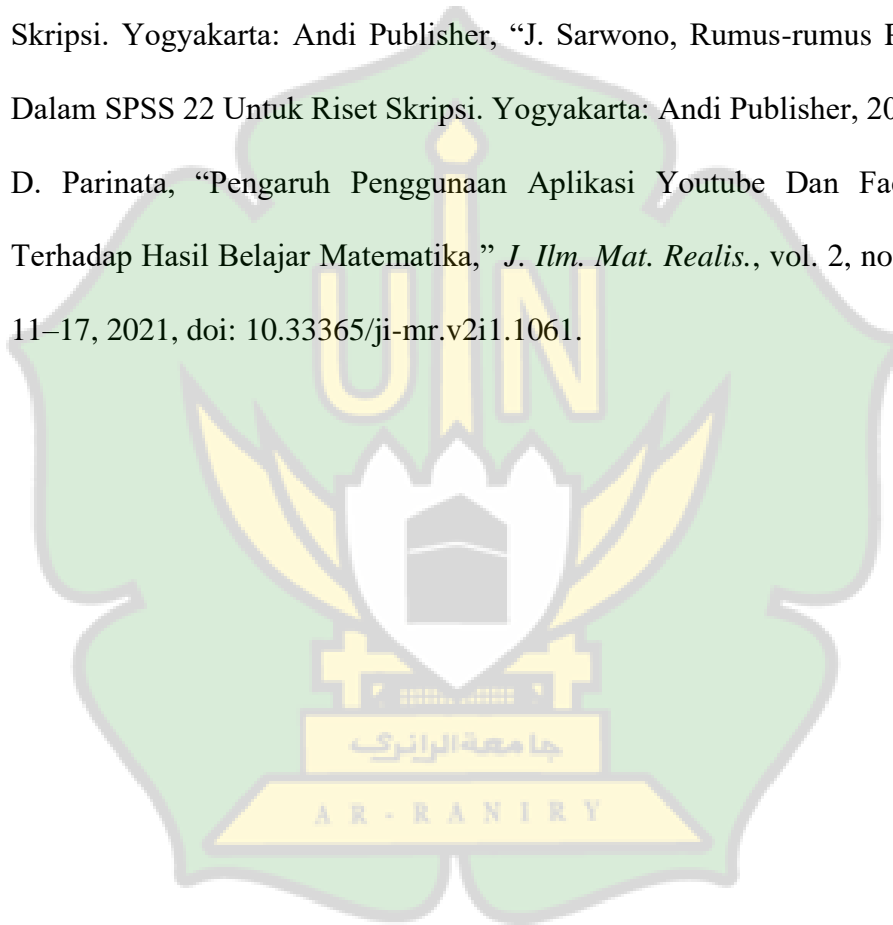 Skripsi. Yogyakarta: Andi Publisher, “J. Sarwono, Rumus-rumus
Dalam SPSS 22 Untuk Riset Skripsi. Yogyakarta: Andi Publisher,
D. Parinata, “Pengaruh Penggunaan Aplikasi Youtube Dan
Terhadap Hasil Belajar Matematika,” J. Ilm. Mat. Realis., vol. 2, no
11–17, 2021, doi: 10.33365/ji-mr.v2i1.1061.
UIN
جامعة الرانري
AR-RANIRY